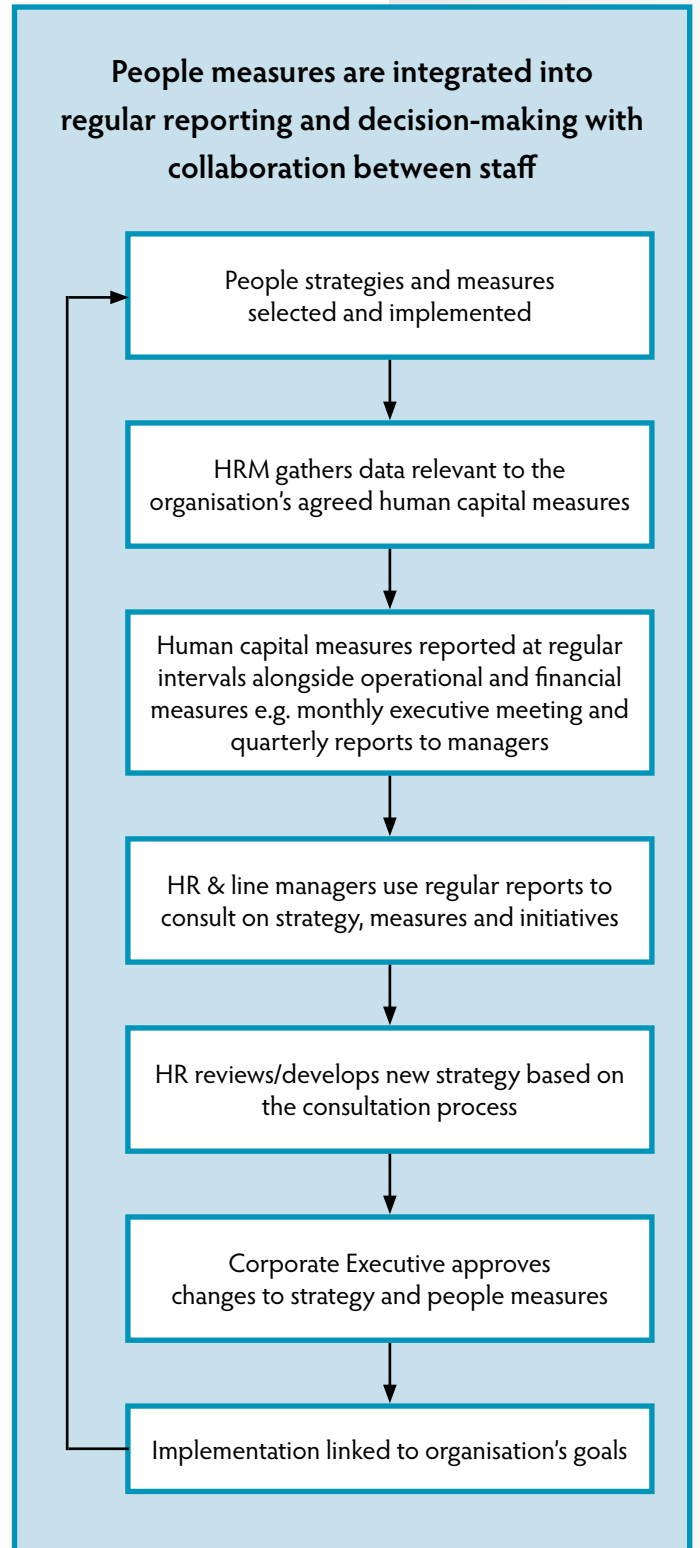 People measures are integrated into
regular reporting and decision-making with
collaboration between staff
People strategies and measures
selected and implemented
HRM gathers data relevant to the
organisation's agreed human capital measures
Human capital measures reported at regular
intervals alongside operational and financial
measures e.g. monthly executive meeting and
quarterly reports to managers
HR & line managers use regular reports to
consult on strategy, measures and initiatives
HR reviews/develops new strategy based on
the consultation process
Corporate Executive approves
changes to strategy and people measures
Implementation linked to organisation's goals